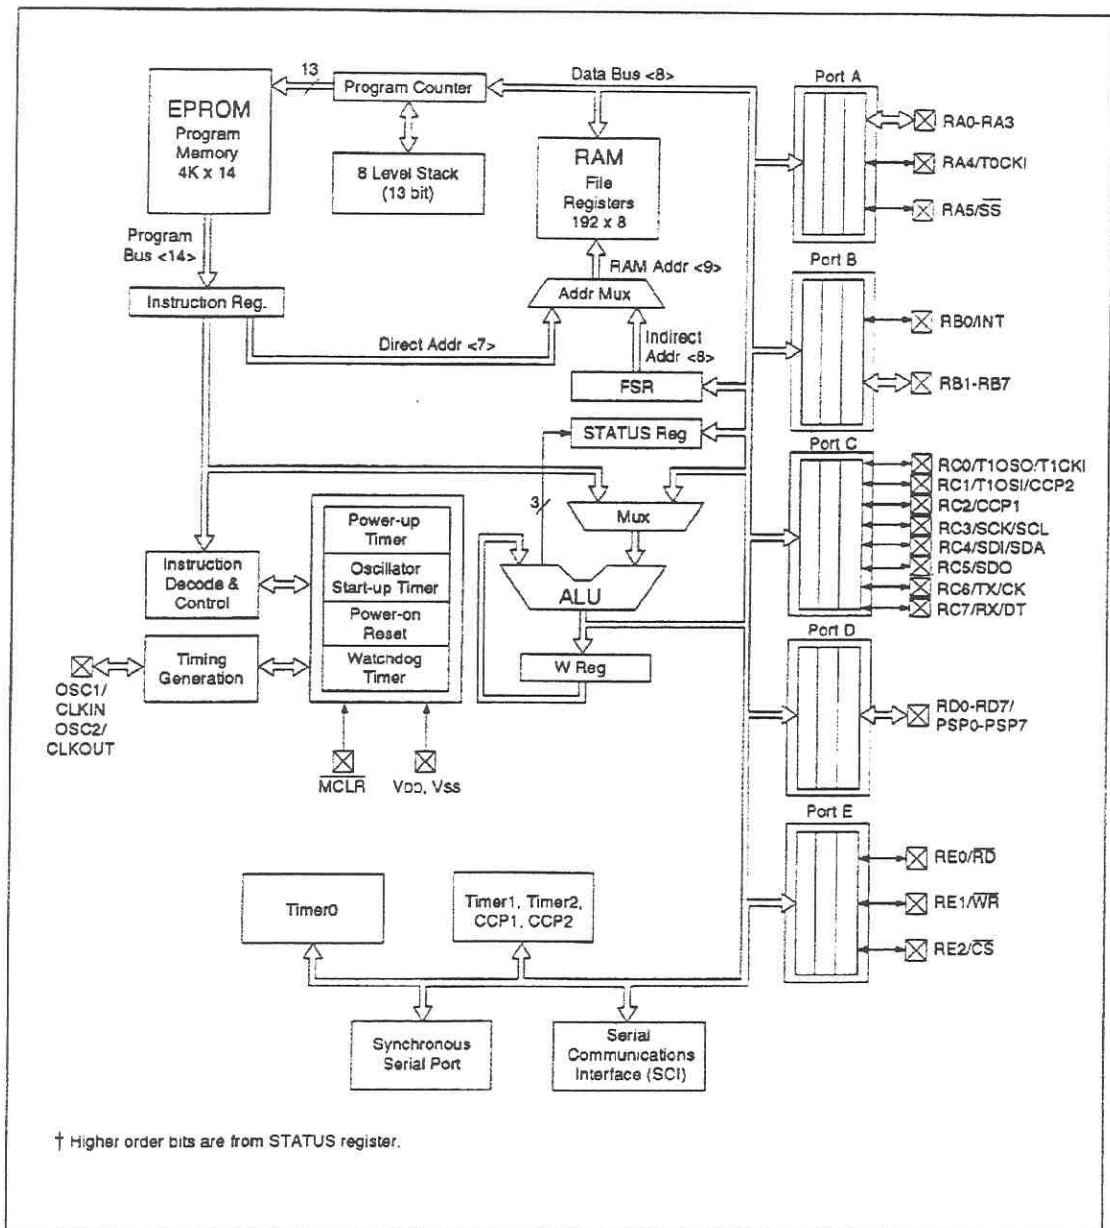 13
Data Bus <8>
Program Counter
EPROM
Program
Memory
4K x 14
8 Level Stack
(13 bit)
RAM
File
Registers
192 x 8
Program
Bus <14>
RAM Addr <9>
Instruction Reg.
Addr Mux
Direct Addr <7>
Indirect
Addr <8>
FSR
STATUS Reg
3
Mux
Power-up
Timer
Oscillator
Start-up Timer
Power-on
Reset
Watchdog
Timer
Instruction
Decode &
Control
ALU
W Reg
Timing
Generation
OSC1/
CLKIN
OSC2/
CLKOUT
MCLR
VDD, VSS
Timer0
Timer1, Timer2,
CCP1, CCP2
Synchronous
Serial Port
Serial
Communications
Interface (SCI)
Port A
RA0-RA3
RA4/T0CKI
RA5/SS
Port B
RB0/INT
RB1-RB7
Port C
RC0/T1OSO/T1CKI
RC1/T1OSI/CCP2
RC2/CCP1
RC3/SCK/SCL
RC4/SDI/SDA
RC5/SDO
RC6/TX/CK
RC7/RX/DT
Port D
RD0-RD7/
PSP0-PSP7
Port E
RE0/RD
RE1/WR
RE2/CS
† Higher order bits are from STATUS register.